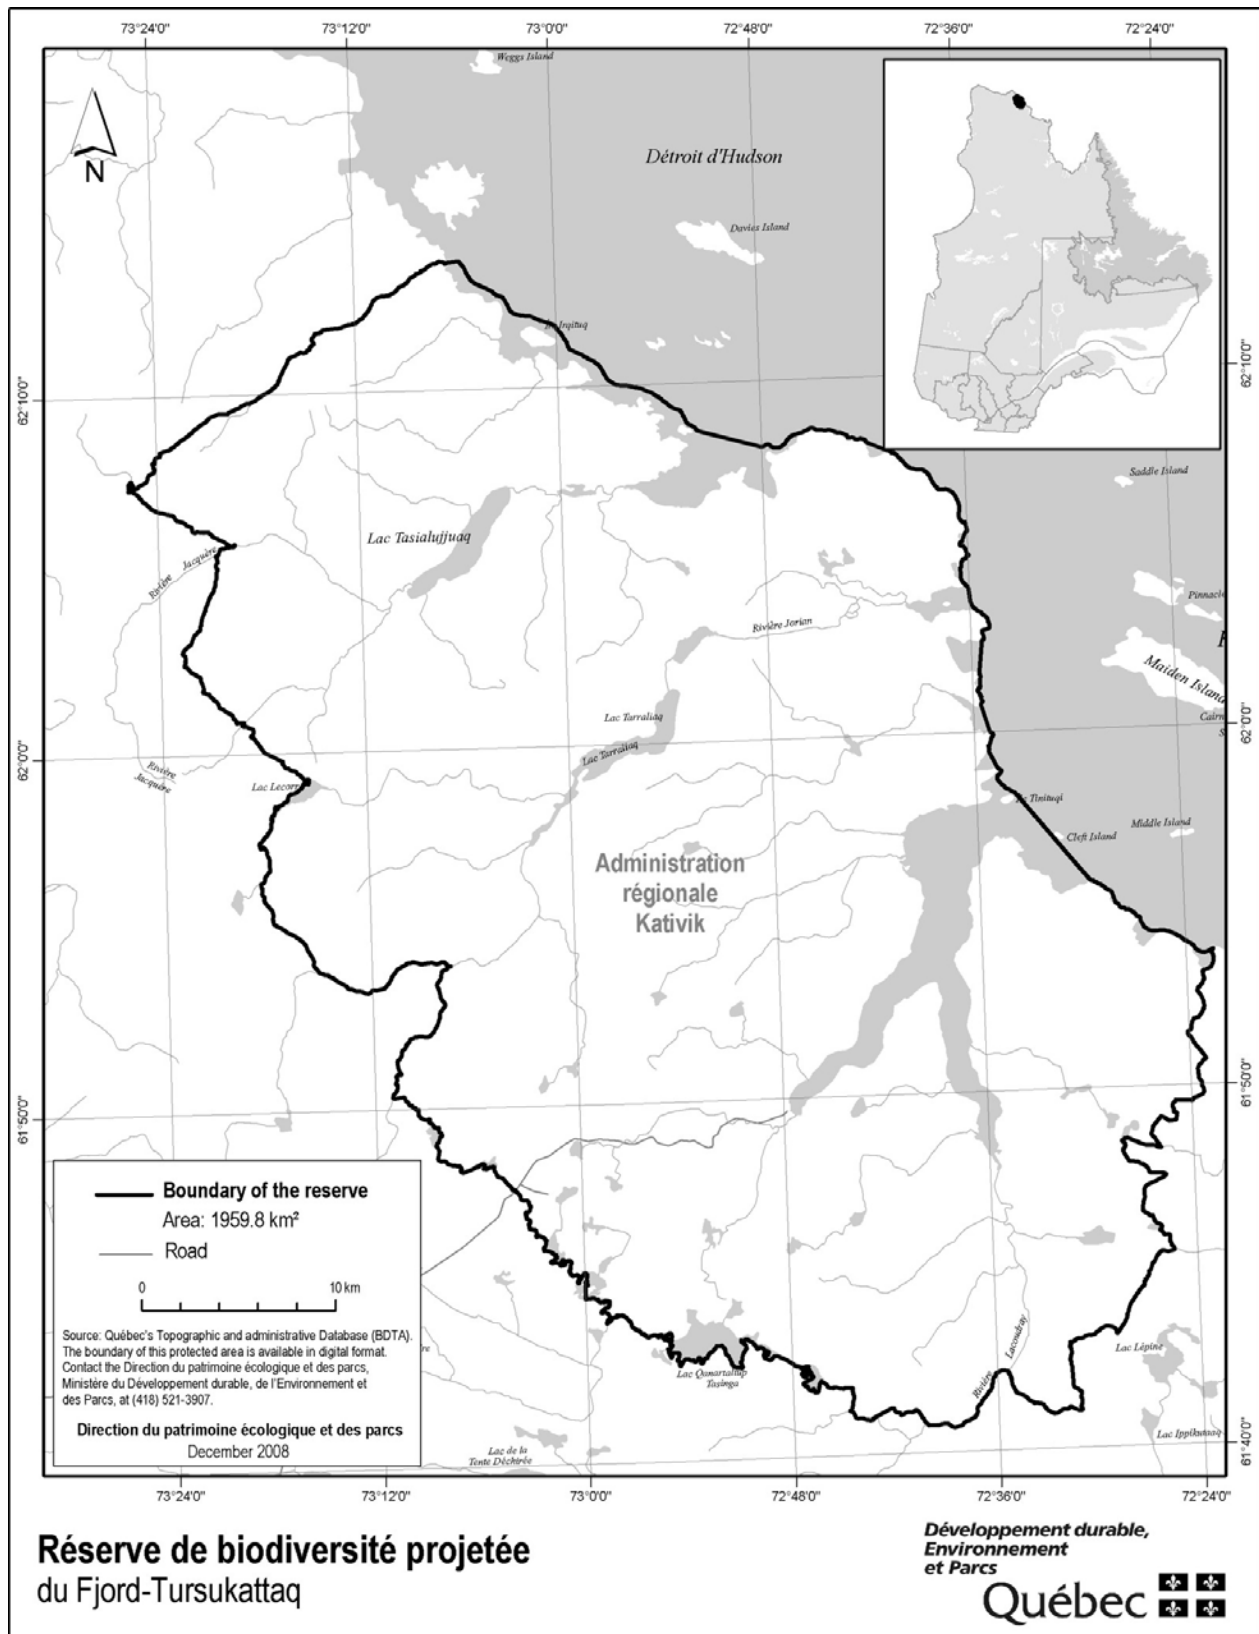 73°24'0"
73°12'0"
73°0'0"
72°48'0"
72°36'0"
72°24'0"
Weggs Island
N
Détroit d'Hudson
Davies Island
62°10'0"
62°10'0"
Saddle Island
Lac Tasialujjuaq
Rivière Jacquère
Rivière Jorian
Maiden Island
Lac Tarraliaq
Lac Tarraliaq
62°0'0"
62°0'0"
Rivière
Jacquère
Middle Island
Cleft Island
Administration
régionale
Kativik
61°50'0"
61°50'0"
Boundary of the reserve
Area: 1959.8 km²
Road
0 10 km
Source: Québec's Topographic and administrative Database (BDTA).
The boundary of this protected area is available in digital format.
Contact the Direction du patrimoine écologique et des parcs,
Ministère du Développement durable, de l'Environnement et
des Parcs, at (418) 521-3907.
Direction du patrimoine écologique et des parcs
December 2008
Rivière Lacoudray
Lac Lépine
Lac Qanartalluup
Tasinga
Lac de la
Tente Déchirée
61°40'0"
73°24'0"
73°12'0"
73°0'0"
72°48'0"
72°36'0"
72°24'0"
Réserve de biodiversité projetée
du Fjord-Tursukattaq
Développement durable,
Environnement
et Parcs
Québec